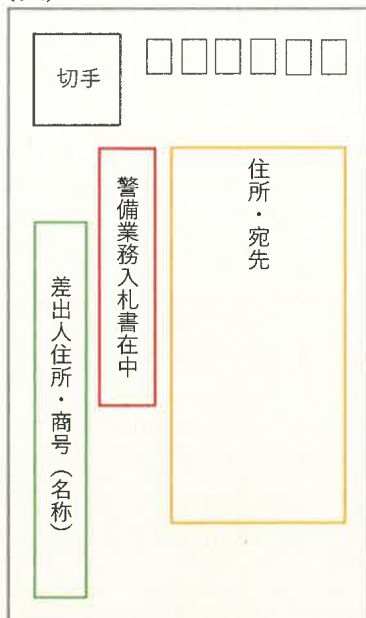 切手
住所・宛先
警備業務入札書在中
差出人住所・商号（名称）